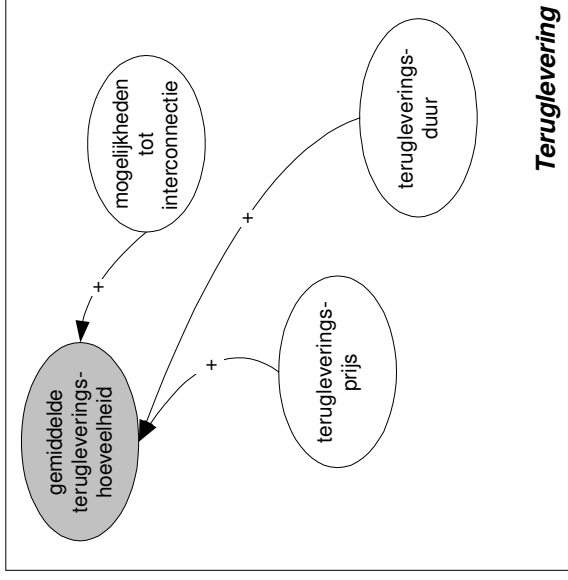 gemiddelde
terugleverings-
hoeveelheid
+
mogelijkheden
tot
interconnectie
+
+
terugleverings-
prijs
terugleverings-
duur
Teruglevering